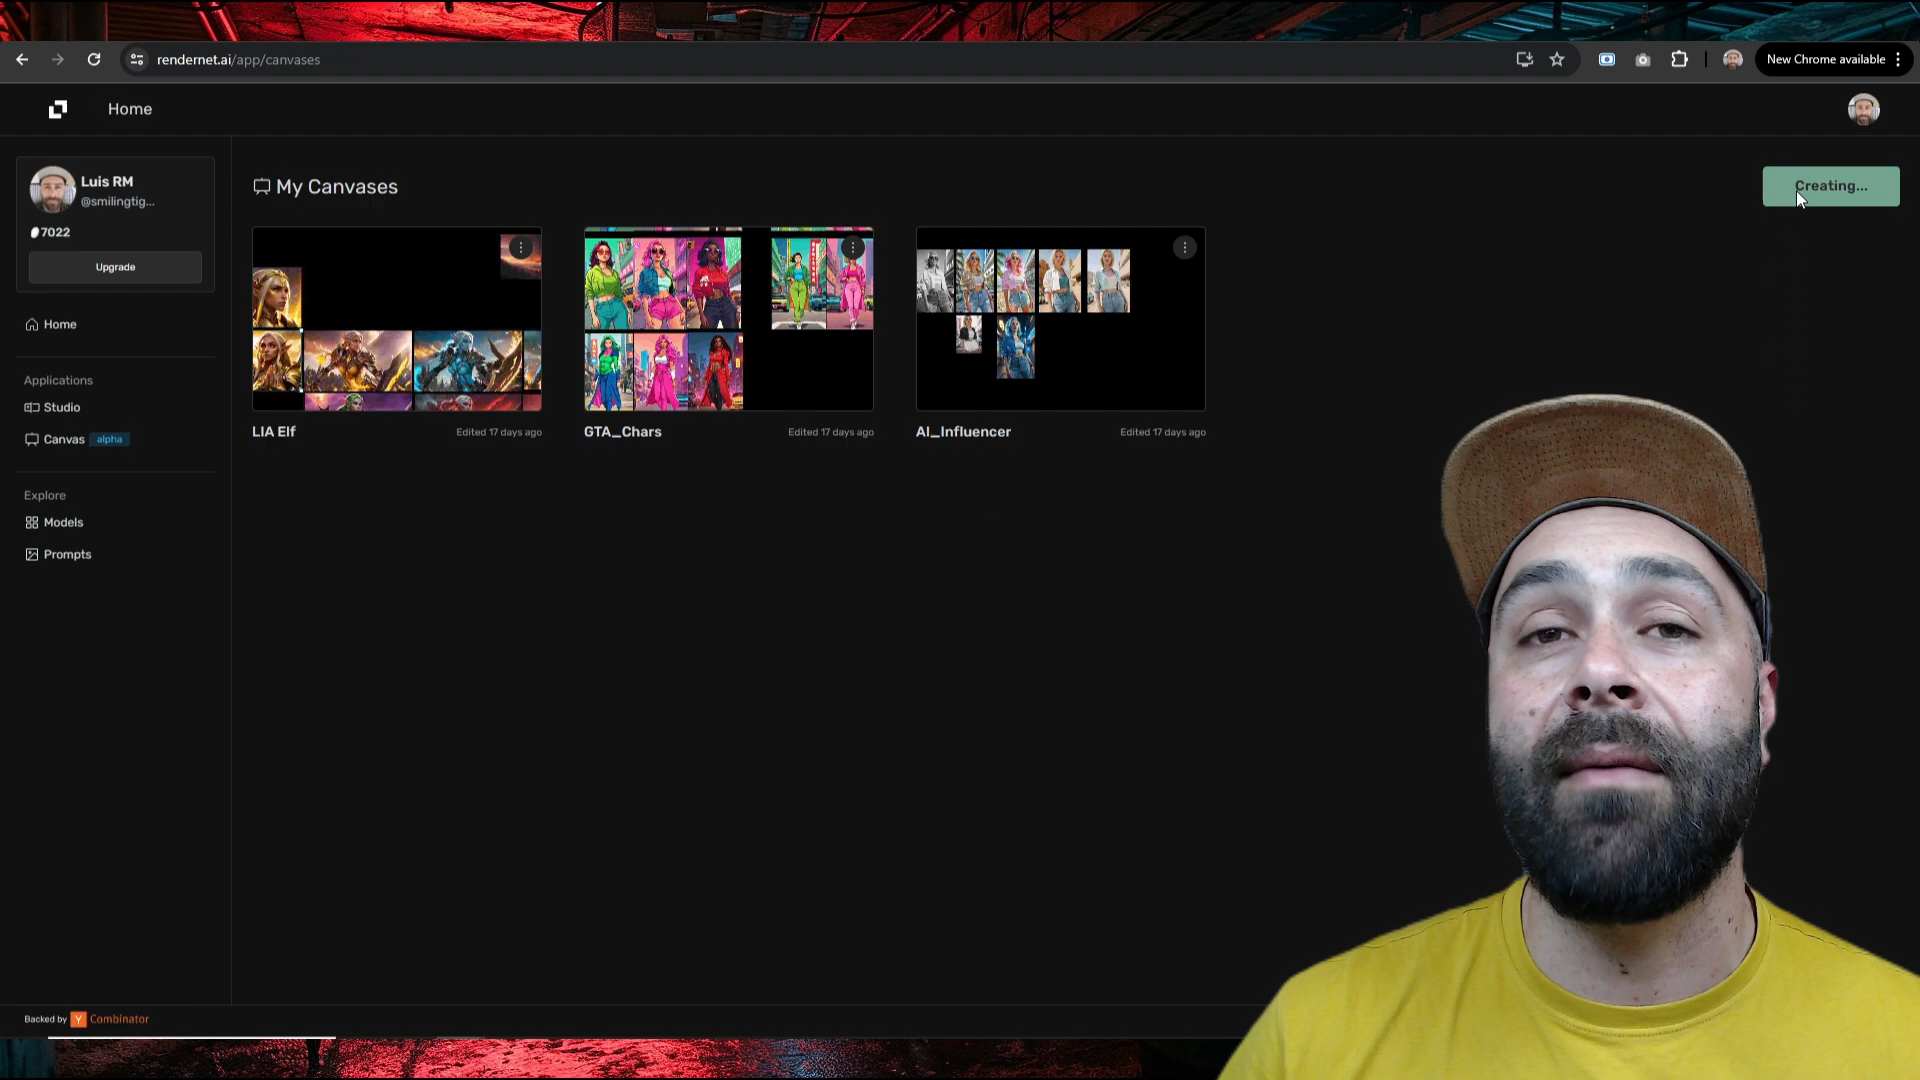 rendernet.ai/app/canvases
New Chrome available
Home
Luis RM
@smilingtig...
7022
Upgrade
Home
Applications
Studio
Canvas alpha
Explore
Models
Prompts
My Canvases
Creating...
LIA Elf
Edited 17 days ago
GTA_Chars
Edited 17 days ago
AI_Influencer
Edited 17 days ago
Backed by Y Combinator